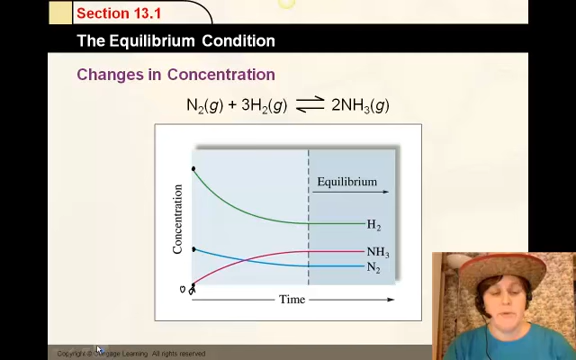 Section 13.1
The Equilibrium Condition
Changes in Concentration
N₂(g) + 3H₂(g) ⇌ 2NH₃(g)
Equilibrium
Concentration
H₂
NH₃
N₂
0
Time
Copyright © Cengage Learning. All rights reserved